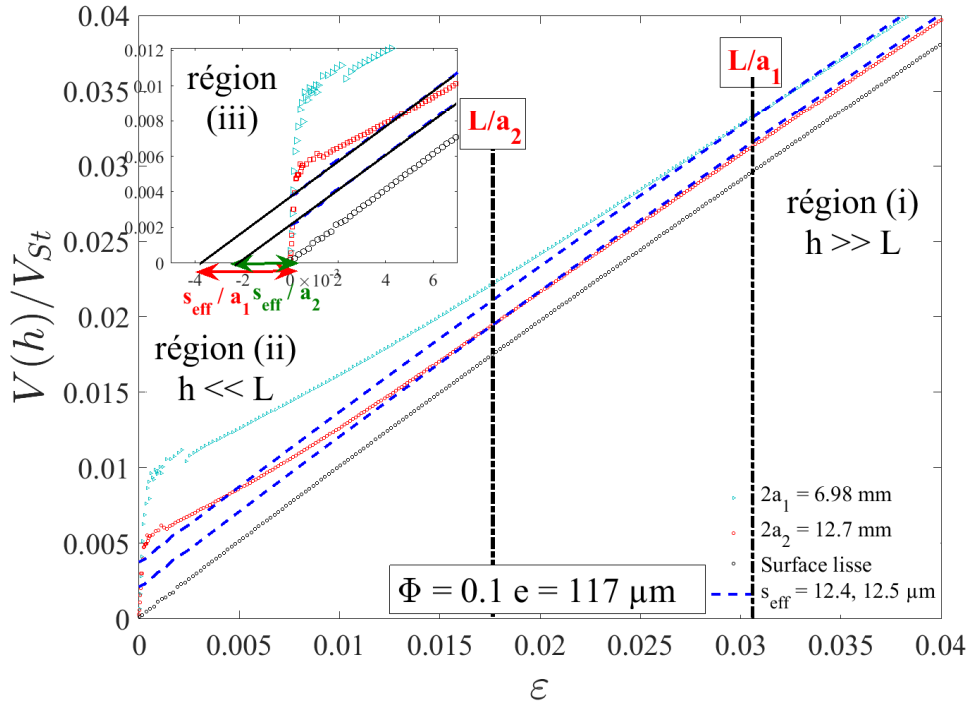 V(h)/V_St
0.04
0.035
0.03
0.025
0.02
0.015
0.01
0.005
0
0.012
0.01
0.008
0.006
0.004
0.002
0
-4
-2
0
×10⁻³
2
4
6
région
(iii)
s_eff / a_1
s_eff / a_2
L/a_2
L/a_1
région (i)
h >> L
région (ii)
h << L
2a_1 = 6.98 mm
2a_2 = 12.7 mm
Surface lisse
s_eff = 12.4, 12.5 µm
Φ = 0.1 e = 117 µm
0
0.005
0.01
0.015
0.02
0.025
0.03
0.035
0.04
ε